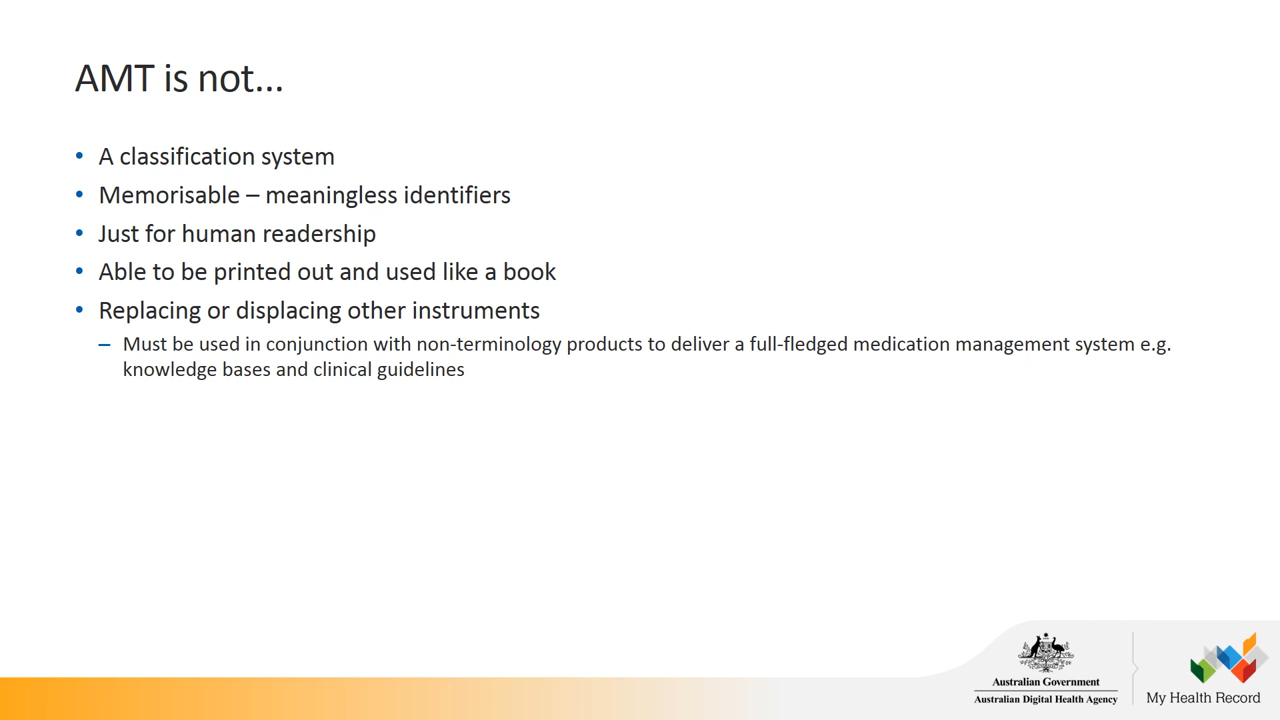 AMT is not...
• A classification system
• Memorisable – meaningless identifiers
• Just for human readership
• Able to be printed out and used like a book
• Replacing or displacing other instruments
– Must be used in conjunction with non-terminology products to deliver a full-fledged medication management system e.g.
knowledge bases and clinical guidelines
Australian Government
Australian Digital Health Agency
My Health Record